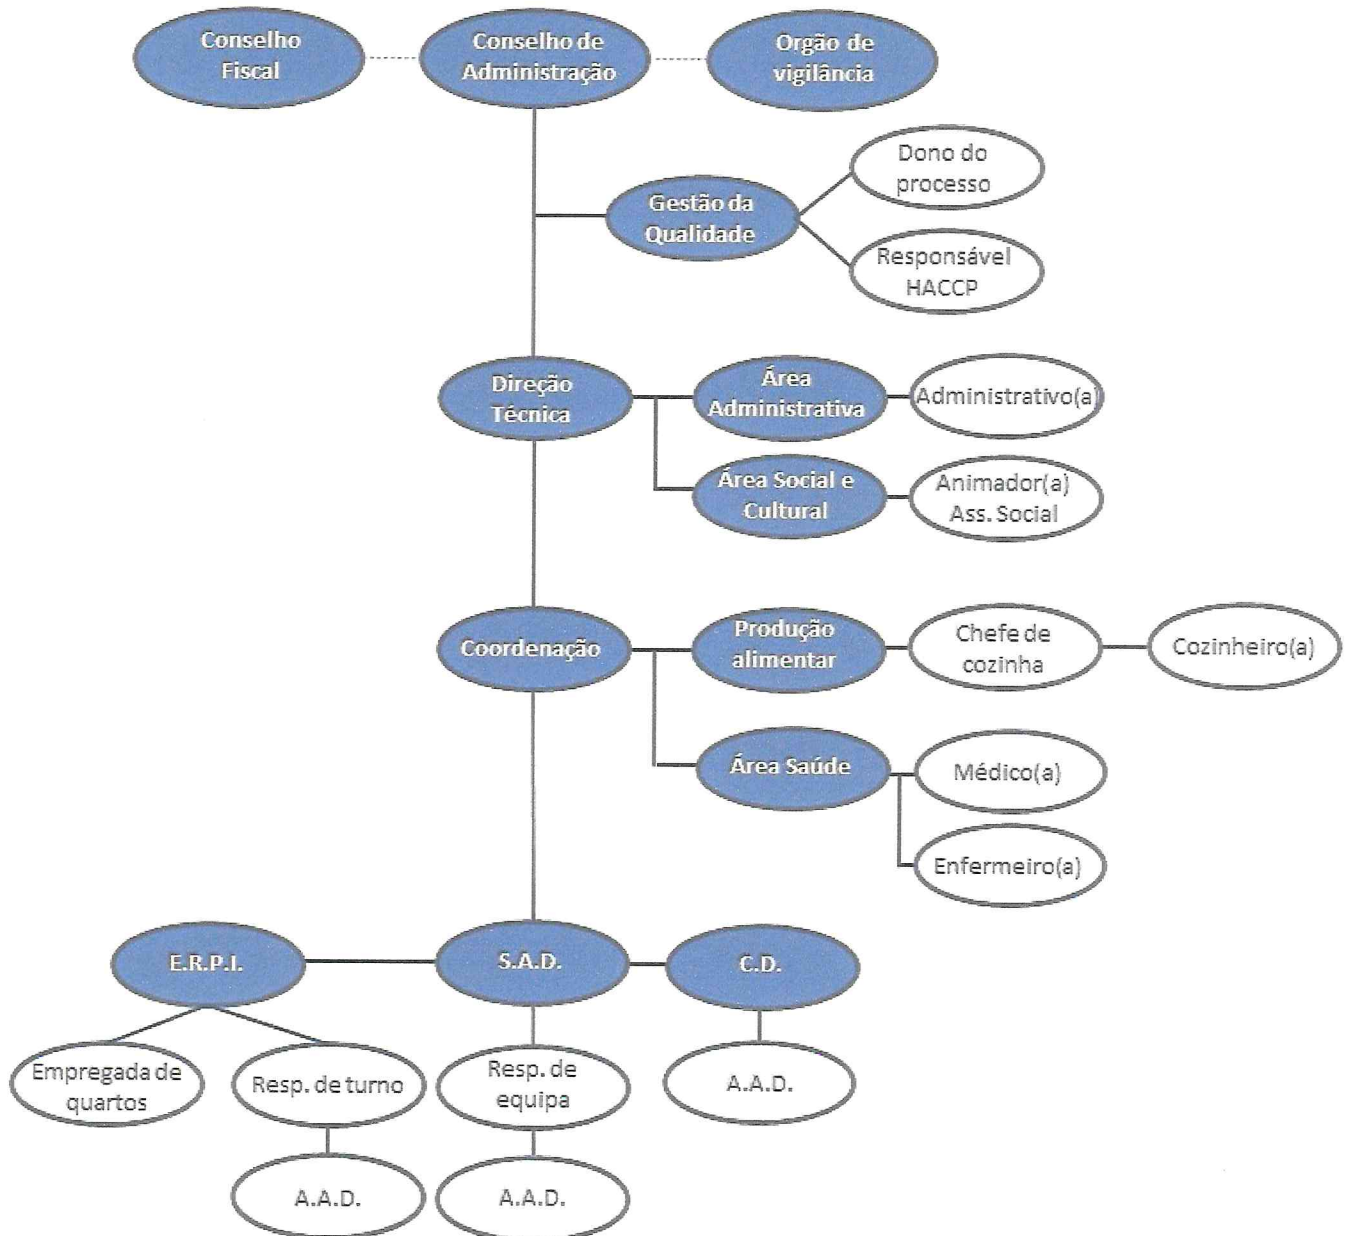 Conselho
Fiscal
Conselho de
Administração
Orgão de
vigilância
Dono do
processo
Gestão da
Qualidade
Responsável
HACCP
Direção
Técnica
Área
Administrativa
Administrativo(a)
Área Social e
Cultural
Animador(a)
Ass. Social
Coordenação
Produção
alimentar
Chefe de
cozinha
Cozinheiro(a)
Área Saúde
Médico(a)
Enfermeiro(a)
E.R.P.I.
S.A.D.
C.D.
Empregada de
quartos
Resp. de turno
Resp. de
equipa
A.A.D.
A.A.D.
A.A.D.